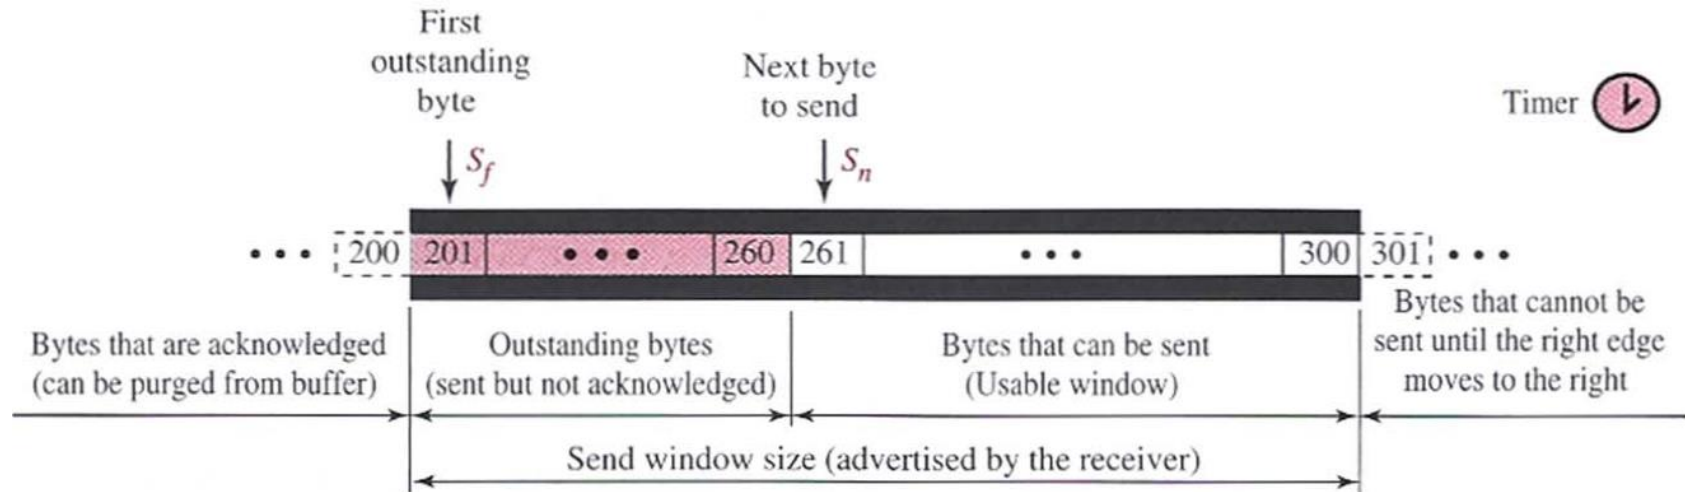 First
outstanding
byte
Next byte
to send
Timer
Sf
Sn
••• 200 201 ••• 260 261 ••• 300 301 •••
Bytes that are acknowledged
(can be purged from buffer)
Outstanding bytes
(sent but not acknowledged)
Bytes that can be sent
(Usable window)
Bytes that cannot be
sent until the right edge
moves to the right
Send window size (advertised by the receiver)